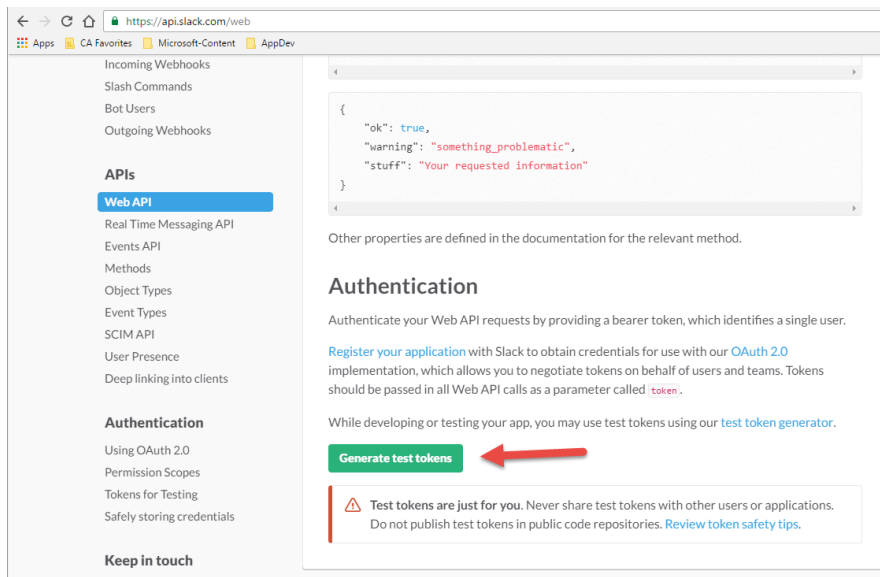 https://api.slack.com/web
Apps CA Favorites Microsoft-Content AppDev
Incoming Webhooks
Slash Commands
Bot Users
Outgoing Webhooks
APIs
Web API
Real Time Messaging API
Events API
Methods
Object Types
Event Types
SCIM API
User Presence
Deep linking into clients
Authentication
Using OAuth 2.0
Permission Scopes
Tokens for Testing
Safely storing credentials
Keep in touch
{
"ok": true,
"warning": "something_problematic",
"stuff": "Your requested information"
}
Other properties are defined in the documentation for the relevant method.
Authentication
Authenticate your Web API requests by providing a bearer token, which identifies a single user.
Register your application with Slack to obtain credentials for use with our OAuth 2.0
implementation, which allows you to negotiate tokens on behalf of users and teams. Tokens
should be passed in all Web API calls as a parameter called token.
While developing or testing your app, you may use test tokens using our test token generator.
Generate test tokens
Test tokens are just for you. Never share test tokens with other users or applications.
Do not publish test tokens in public code repositories. Review token safety tips.